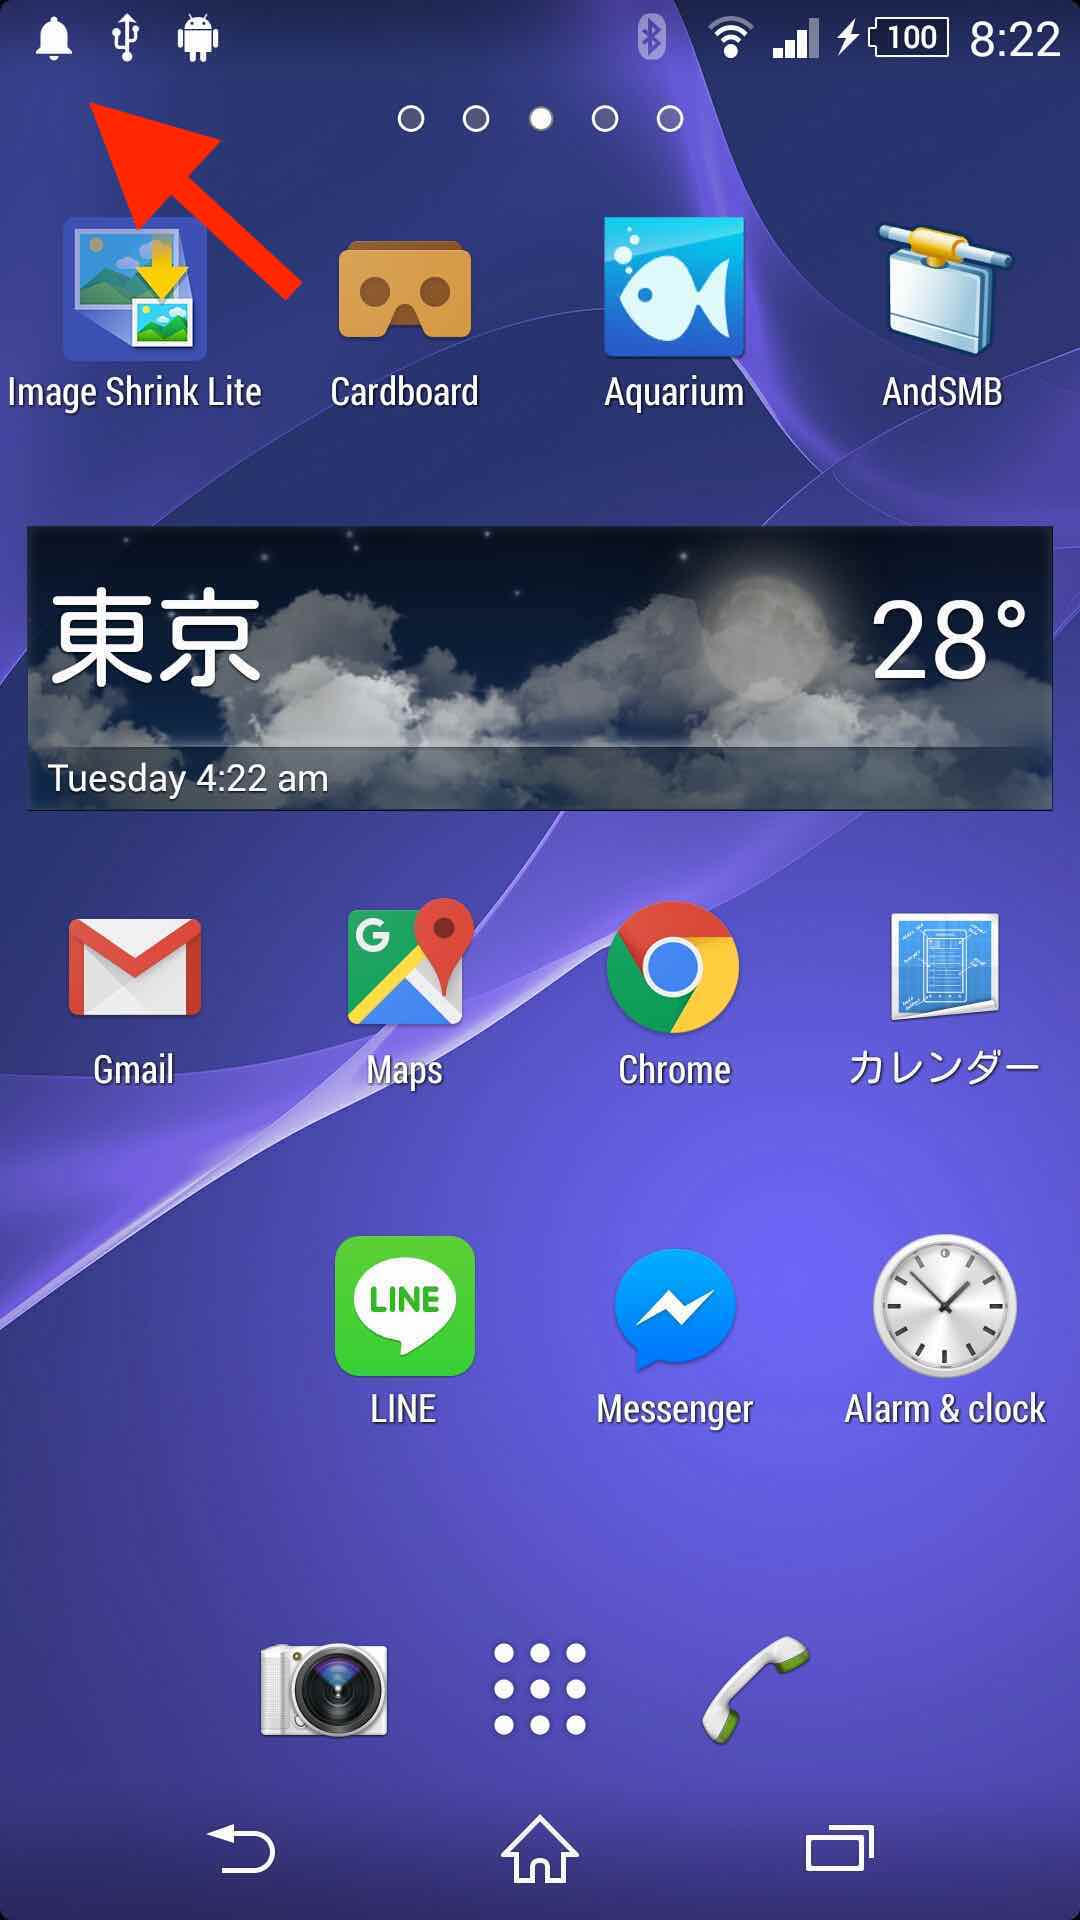 100 8:22
Image Shrink Lite Cardboard Aquarium AndSMB
東京 28°
Tuesday 4:22 am
G
Gmail Maps Chrome カレンダー
LINE
LINE Messenger Alarm & clock